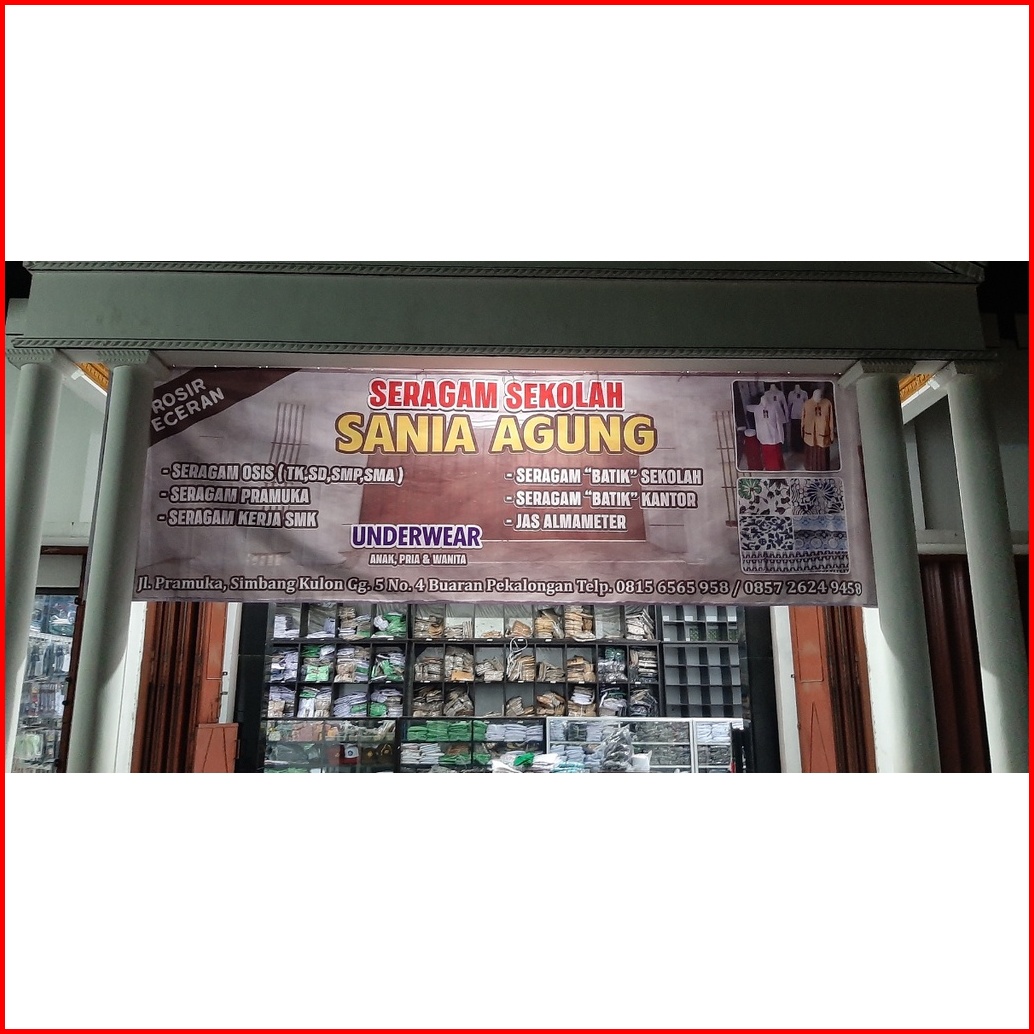 GROSIR
ECERAN
SERAGAM SEKOLAH
SANIA AGUNG
- SERAGAM OSIS ( TK,SD,SMP,SMA )
- SERAGAM PRAMUKA
- SERAGAM KERJA SMK
- SERAGAM "BATIK" SEKOLAH
- SERAGAM "BATIK" KANTOR
- JAS ALMAMETER
UNDERWEAR
ANAK, PRIA & WANITA
Jl. Pramuka, Simbang Kulon Gg. 5 No. 4 Buaran Pekalongan Telp. 0815 6565 958 / 0857 2624 9458